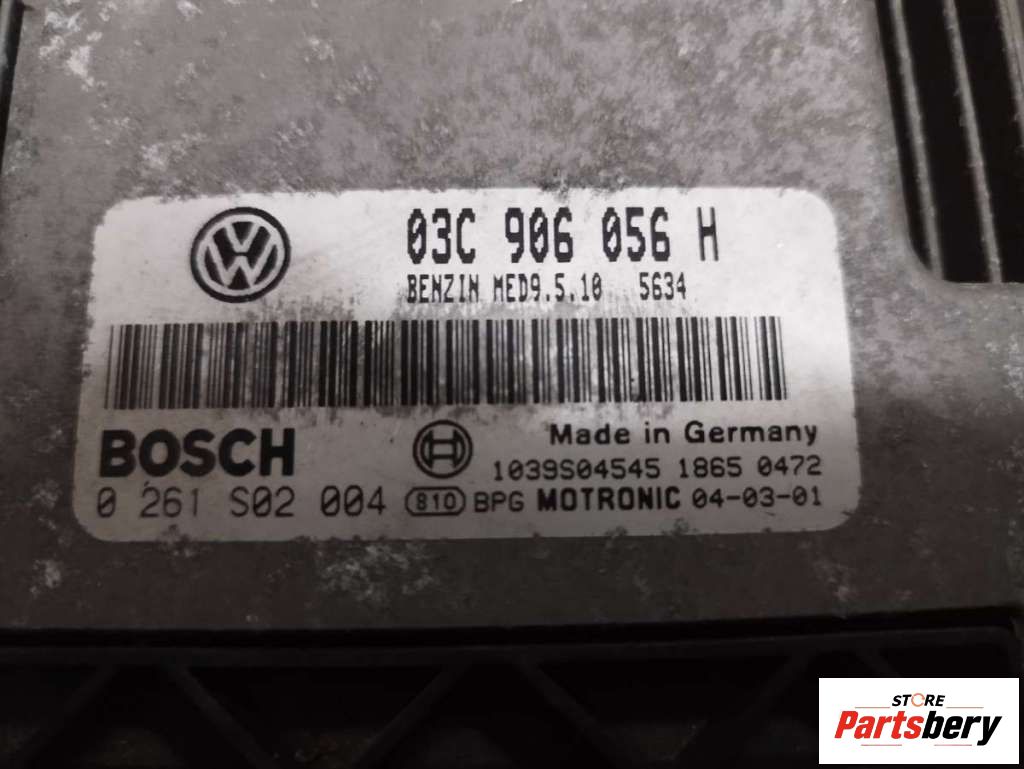 03C 906 056 H
BENZIN MED9.5.10 5634
BOSCH
Made in Germany
1039S04545 1865 0472
0 261 S02 004 810 BPG MOTRONIC 04-03-01
STORE
Partsbery